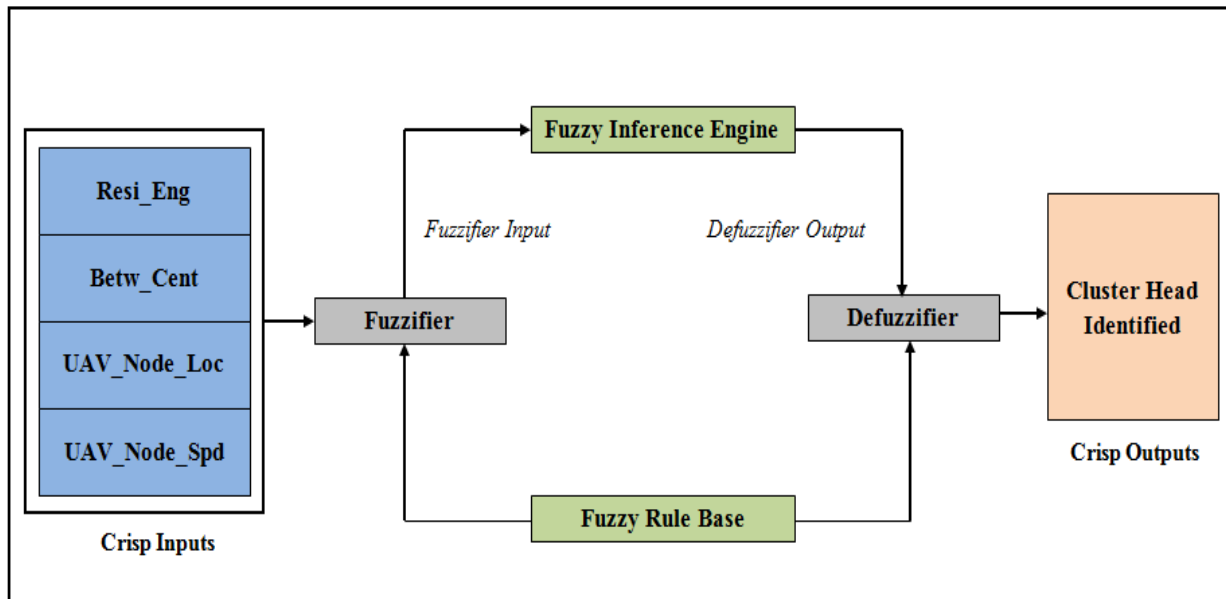 Resi_Eng
Betw_Cent
UAV_Node_Loc
UAV_Node_Spd
Crisp Inputs
Fuzzifier
Fuzzifier Input
Fuzzy Inference Engine
Fuzzy Rule Base
Defuzzifier Output
Defuzzifier
Cluster Head
Identified
Crisp Outputs